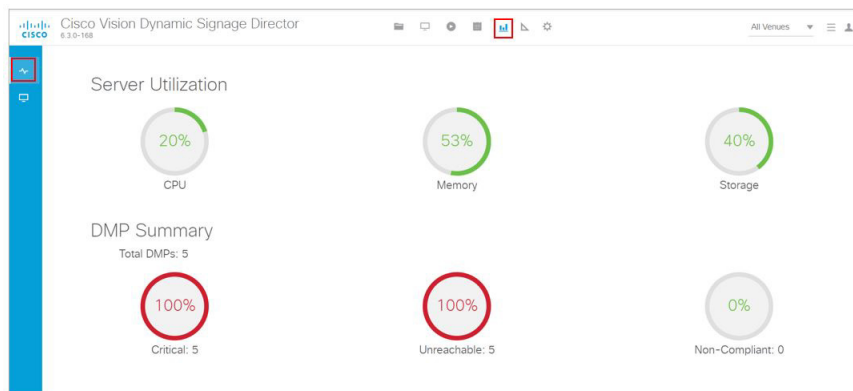 CISCO
Cisco Vision Dynamic Signage Director
6.3.0-168
All Venues
Server Utilization
20%
53%
40%
CPU
Memory
Storage
DMP Summary
Total DMPs: 5
100%
100%
0%
Critical: 5
Unreachable: 5
Non-Compliant: 0